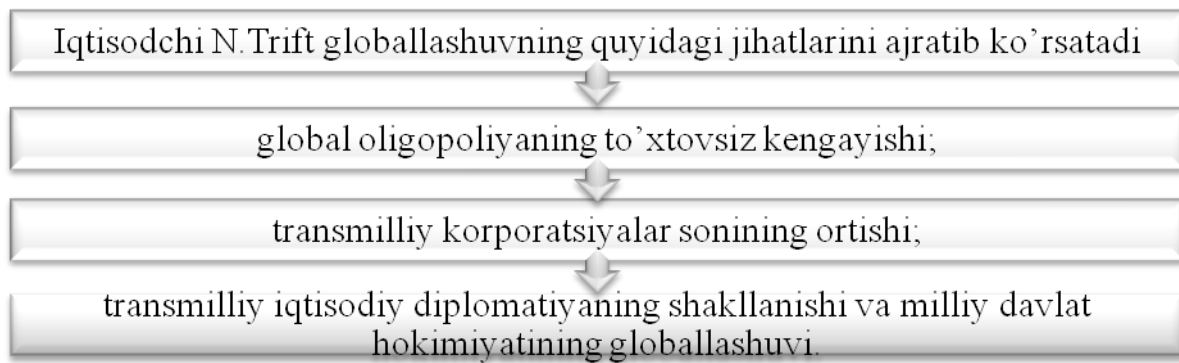 Iqtisodchi N.Trift globallashuvning quyidagi jihatlarini ajratib ko’rsatadi
global oligopoliyaning to’xtovsiz kengayishi;
transmilliy korporatsiyalar sonining ortishi;
transmilliy iqtisodiy diplomatiyaning shakllanishi va milliy davlat
hokimiyatining globallashuvi.